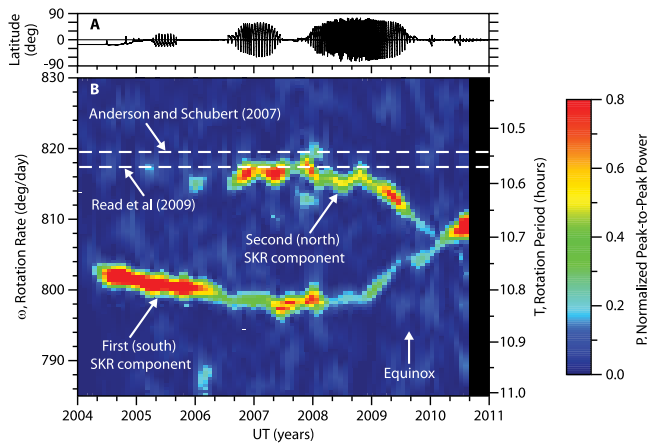 A
Latitude
(deg)
90
0
-90
B
830
820
810
800
790
ω, Rotation Rate (deg/day)
Anderson and Schubert (2007)
Read et al (2009)
Second (north)
SKR component
First (south)
SKR component
Equinox
10.5
10.6
10.7
10.8
10.9
11.0
T, Rotation Period (hours)
2004 2005 2006 2007 2008 2009 2010 2011
UT (years)
0.8
0.6
0.4
0.2
0.0
P, Normalized Peak-to-Peak Power